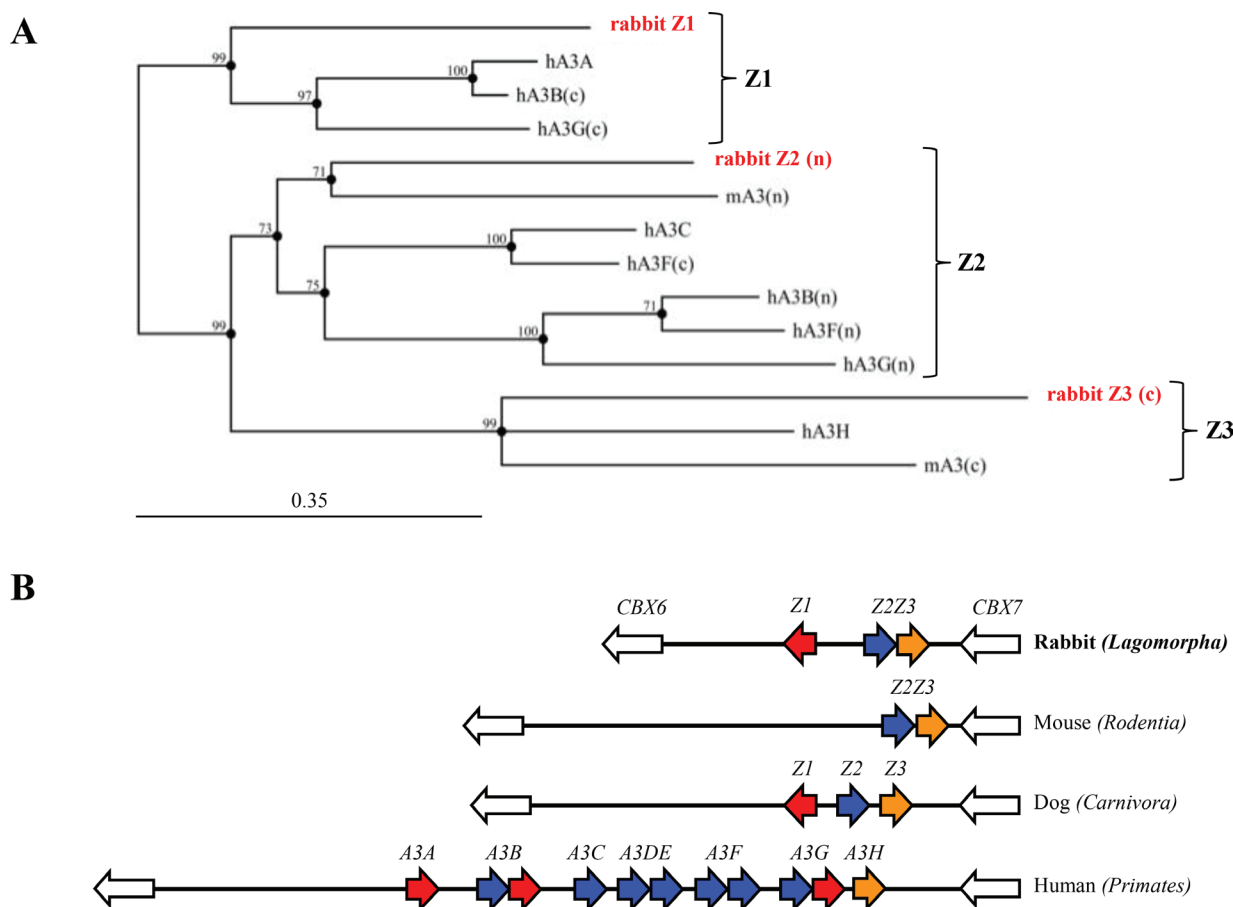 A
rabbit Z1
99
hA3A
100
Z1
hA3B(c)
97
hA3G(c)
rabbit Z2 (n)
71
mA3(n)
hA3C
73
100
hA3F(c)
Z2
75
hA3B(n)
71
hA3F(n)
99
100
hA3G(n)
rabbit Z3 (c)
99
hA3H
Z3
mA3(c)
0.35
B
CBX6 Z1 Z2Z3 CBX7
Rabbit (Lagomorpha)
Z2Z3
Mouse (Rodentia)
Z1 Z2 Z3
Dog (Carnivora)
A3A A3B A3C A3DE A3F A3G A3H
Human (Primates)